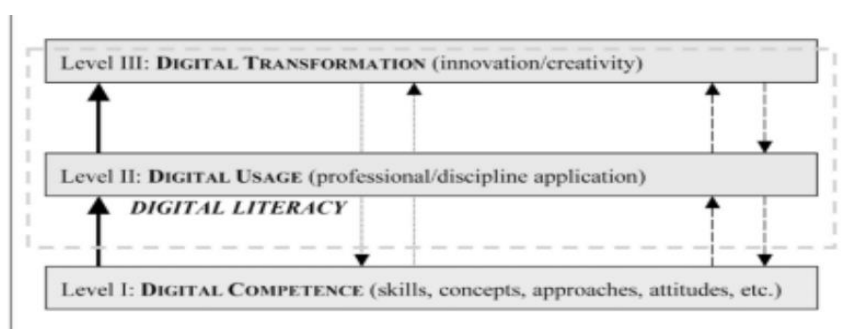 Level III: DIGITAL TRANSFORMATION (innovation/creativity)
Level II: DIGITAL USAGE (professional/discipline application)
DIGITAL LITERACY
Level I: DIGITAL COMPETENCE (skills, concepts, approaches, attitudes, etc.)